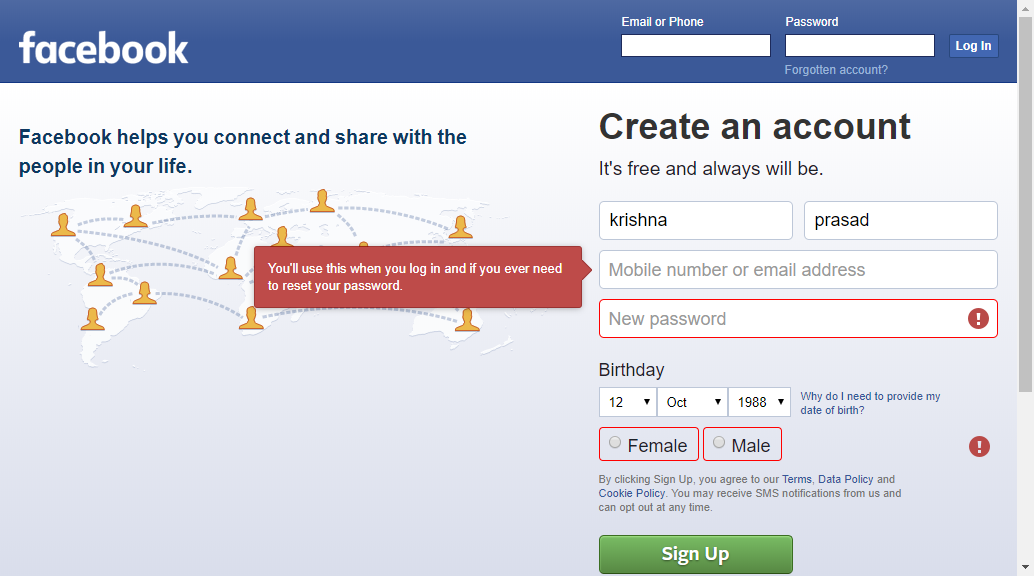 Email or Phone
Password
facebook
Log In
Forgotten account?
Facebook helps you connect and share with the
people in your life.
Create an account
It's free and always will be.
krishna
prasad
You'll use this when you log in and if you ever need
to reset your password.
Mobile number or email address
New password
!
Birthday
12
Oct
1988
Why do I need to provide my
date of birth?
Female
Male
!
By clicking Sign Up, you agree to our Terms, Data Policy and
Cookie Policy. You may receive SMS notifications from us and
can opt out at any time.
Sign Up